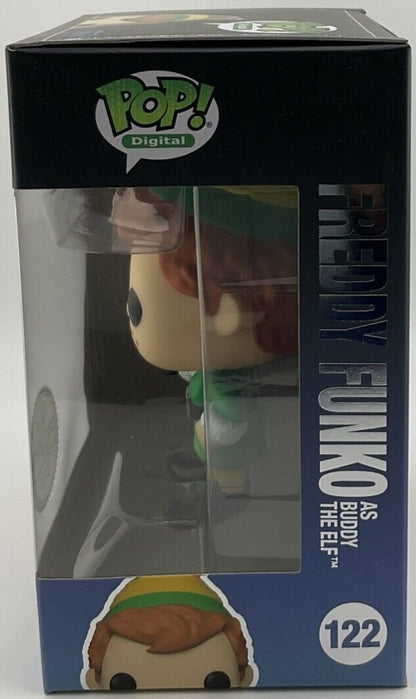 POP!
Digital
FREDDY FUNKO
AS
BUDDY
THE ELF™
122